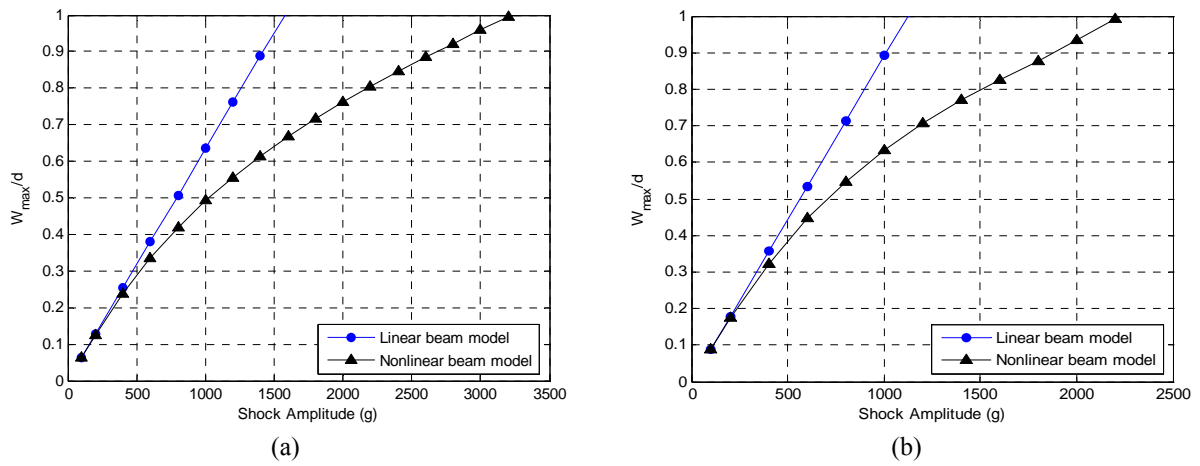 1
0.9
0.8
0.7
0.6
0.5
0.4
0.3
0.2
0.1
0
W_max/d
0 500 1000 1500 2000 2500 3000 3500
Shock Amplitude (g)
Linear beam model
Nonlinear beam model
(a)
1
0.9
0.8
0.7
0.6
0.5
0.4
0.3
0.2
0.1
0
W_max/d
0 500 1000 1500 2000 2500
Shock Amplitude (g)
Linear beam model
Nonlinear beam model
(b)